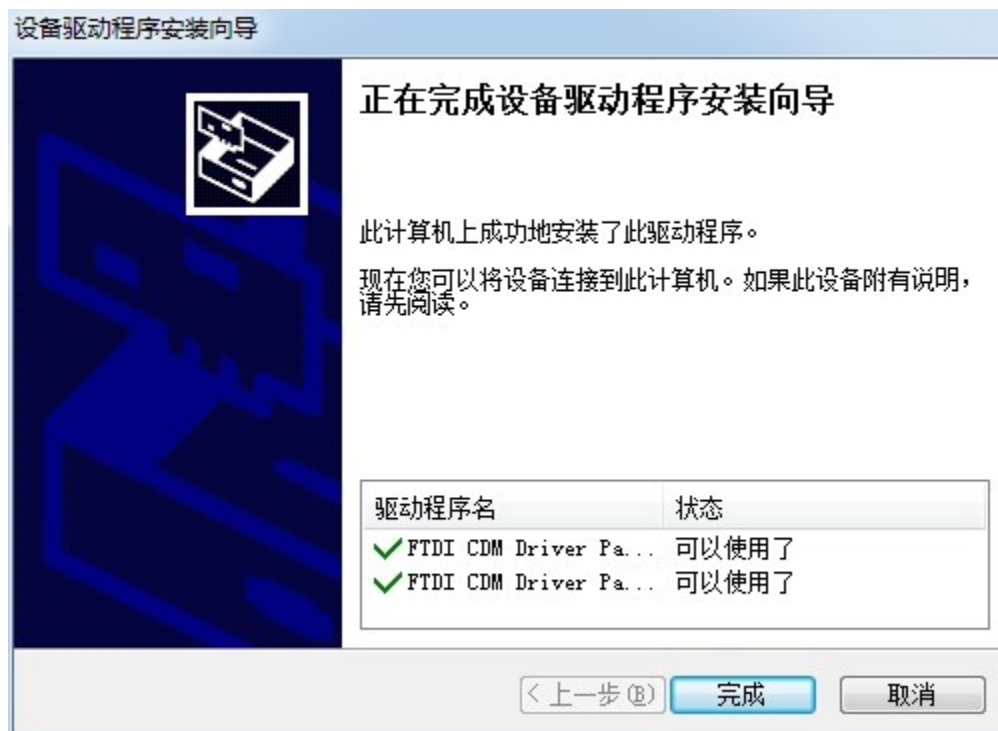 设备驱动程序安装向导
正在完成设备驱动程序安装向导
此计算机上成功地安装了此驱动程序。
现在您可以将设备连接到此计算机。如果此设备附有说明，
请先阅读。
驱动程序名 状态
FTDI CDM Driver Pa... 可以使用了
FTDI CDM Driver Pa... 可以使用了
< 上一步(B) 完成 取消